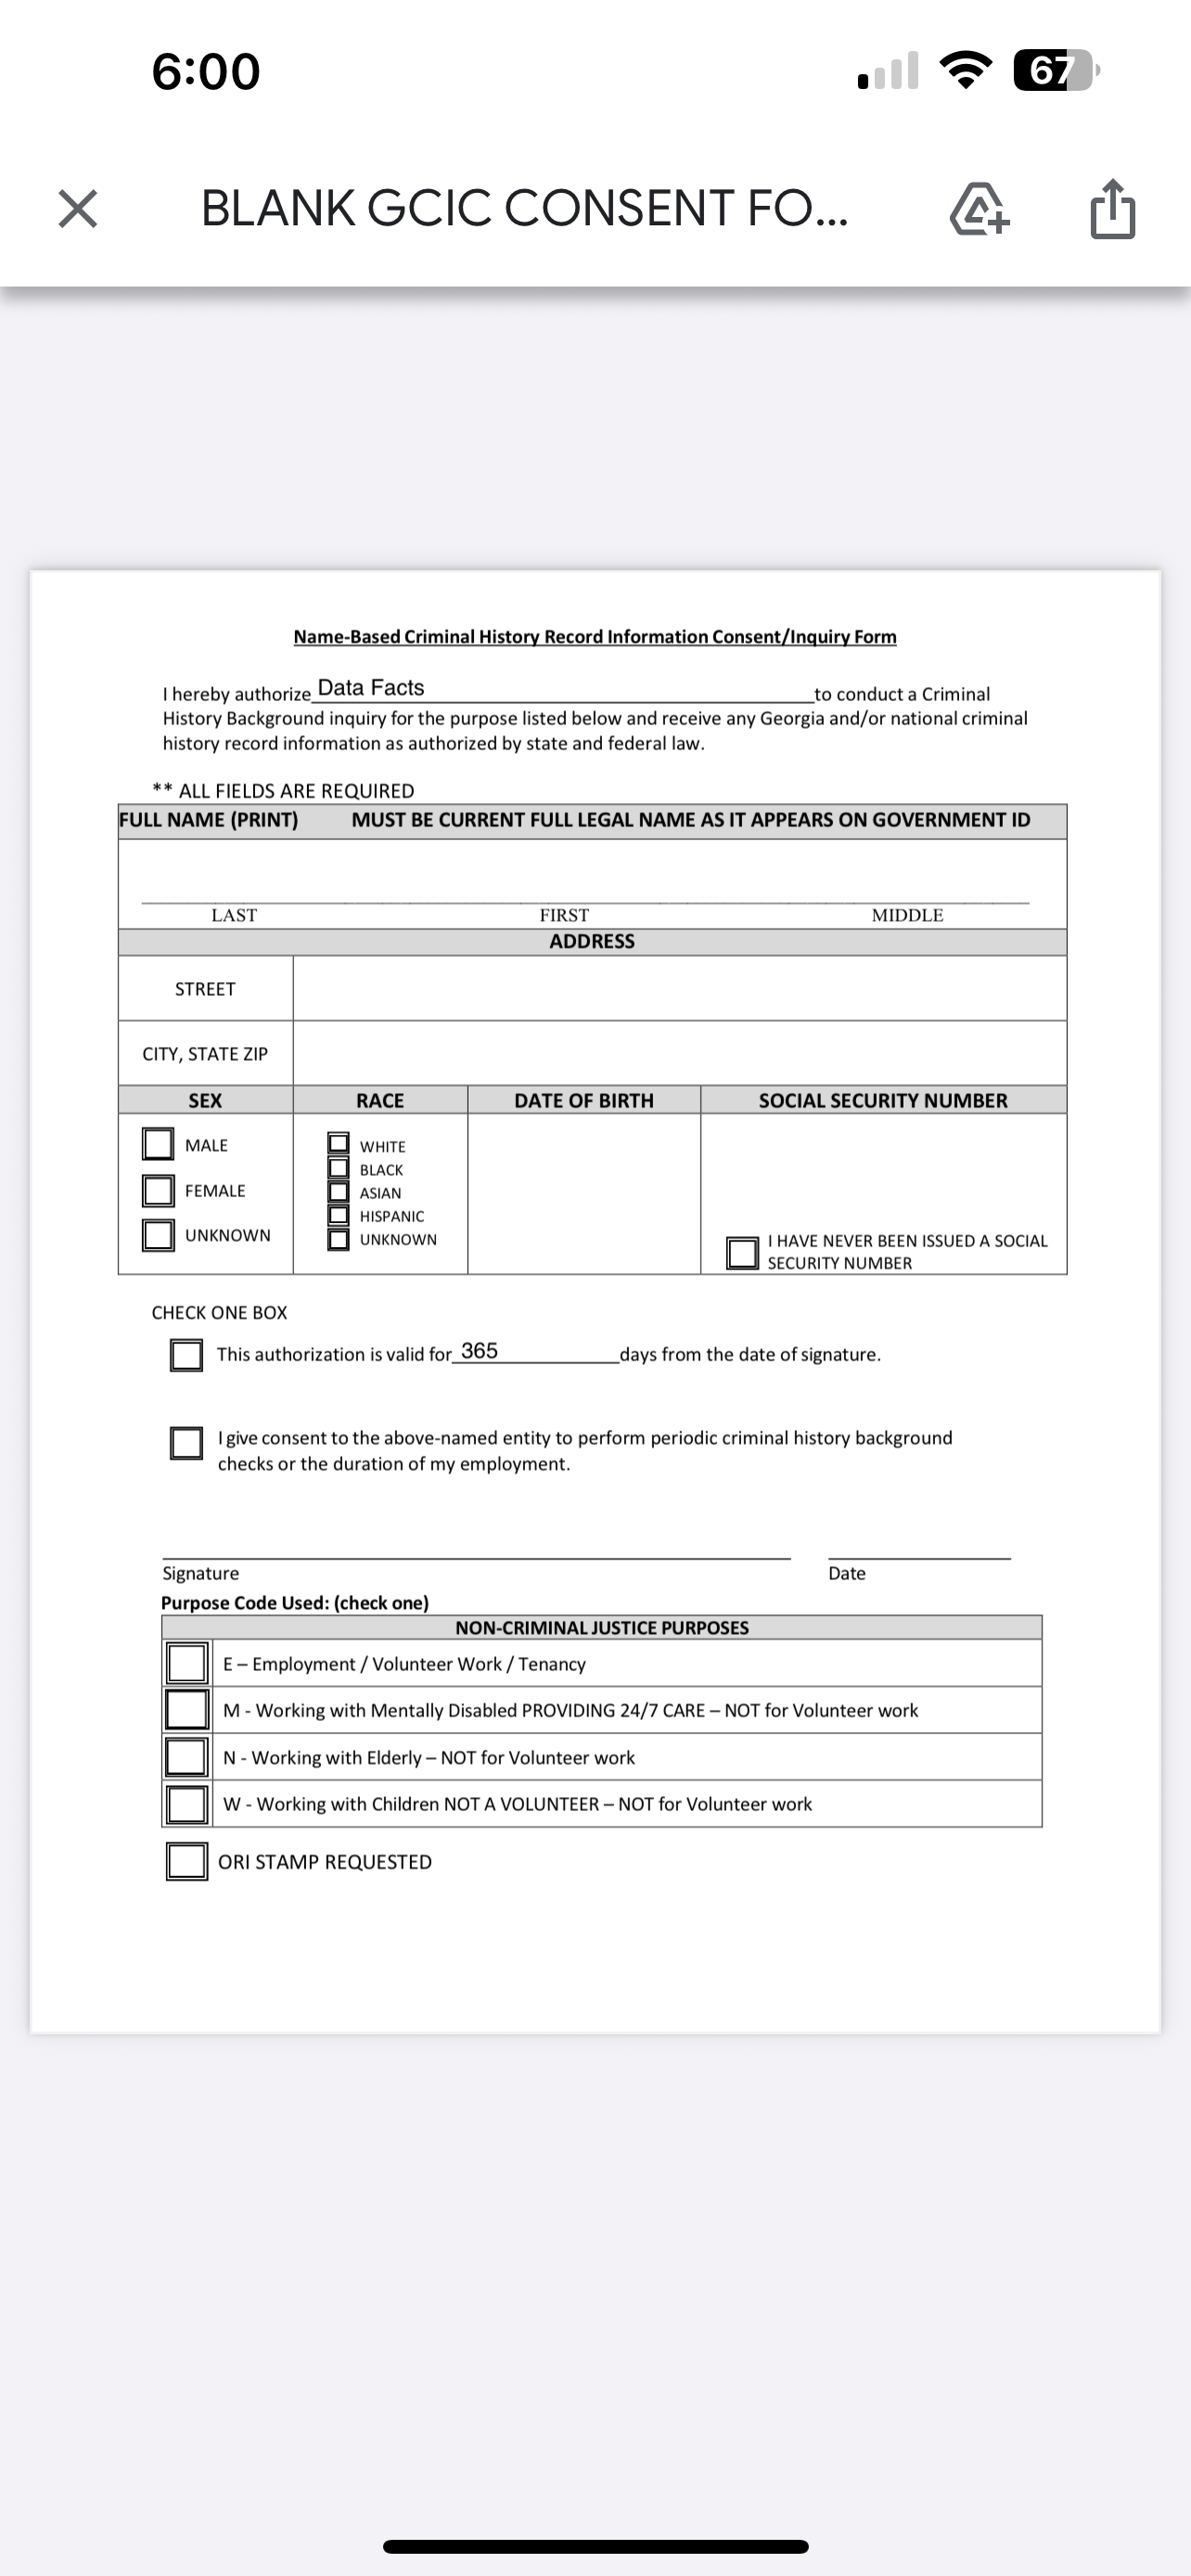 6:00
67
BLANK GCIC CONSENT FO...
Name-Based Criminal History Record Information Consent/Inquiry Form
I hereby authorize Data Facts to conduct a Criminal
History Background inquiry for the purpose listed below and receive any Georgia and/or national criminal
history record information as authorized by state and federal law.
** ALL FIELDS ARE REQUIRED
FULL NAME (PRINT) MUST BE CURRENT FULL LEGAL NAME AS IT APPEARS ON GOVERNMENT ID
LAST FIRST MIDDLE
ADDRESS
STREET
CITY, STATE ZIP
SEX RACE DATE OF BIRTH SOCIAL SECURITY NUMBER
MALE
FEMALE
UNKNOWN
WHITE
BLACK
ASIAN
HISPANIC
UNKNOWN
I HAVE NEVER BEEN ISSUED A SOCIAL
SECURITY NUMBER
CHECK ONE BOX
This authorization is valid for 365 days from the date of signature.
I give consent to the above-named entity to perform periodic criminal history background
checks or the duration of my employment.
Signature Date
Purpose Code Used: (check one)
NON-CRIMINAL JUSTICE PURPOSES
E – Employment / Volunteer Work / Tenancy
M - Working with Mentally Disabled PROVIDING 24/7 CARE – NOT for Volunteer work
N - Working with Elderly – NOT for Volunteer work
W - Working with Children NOT A VOLUNTEER – NOT for Volunteer work
ORI STAMP REQUESTED